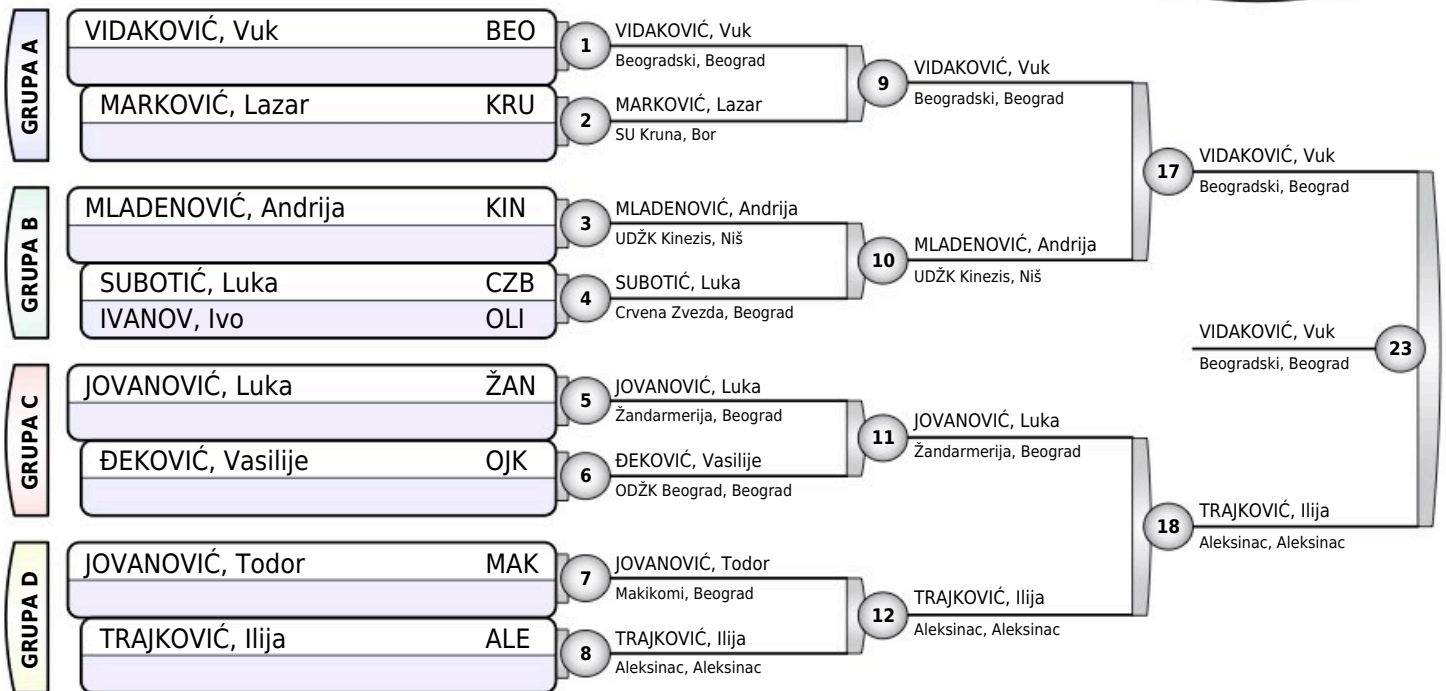 GRUPA A
VIDAKOVIĆ, Vuk BEO
MARKOVIĆ, Lazar KRU
GRUPA B
MLADENOVIĆ, Andrija KIN
SUBOTIĆ, Luka CZB
IVANOV, Ivo OLI
GRUPA C
JOVANOVIĆ, Luka ŽAN
ĐEKOVIĆ, Vasilije OJK
GRUPA D
JOVANOVIĆ, Todor MAK
TRAJKOVIĆ, Ilija ALE
1
VIDAKOVIĆ, Vuk
Beogradski, Beograd
2
MARKOVIĆ, Lazar
SU Kruna, Bor
3
MLADENOVIĆ, Andrija
UDŽK Kinezis, Niš
4
SUBOTIĆ, Luka
Crvena Zvezda, Beograd
5
JOVANOVIĆ, Luka
Žandarmerija, Beograd
6
ĐEKOVIĆ, Vasilije
ODŽK Beograd, Beograd
7
JOVANOVIĆ, Todor
Makikomi, Beograd
8
TRAJKOVIĆ, Ilija
Aleksinac, Aleksinac
9
VIDAKOVIĆ, Vuk
Beogradski, Beograd
10
MLADENOVIĆ, Andrija
UDŽK Kinezis, Niš
11
JOVANOVIĆ, Luka
Žandarmerija, Beograd
12
TRAJKOVIĆ, Ilija
Aleksinac, Aleksinac
17
VIDAKOVIĆ, Vuk
Beogradski, Beograd
18
TRAJKOVIĆ, Ilija
Aleksinac, Aleksinac
VIDAKOVIĆ, Vuk
Beogradski, Beograd
23